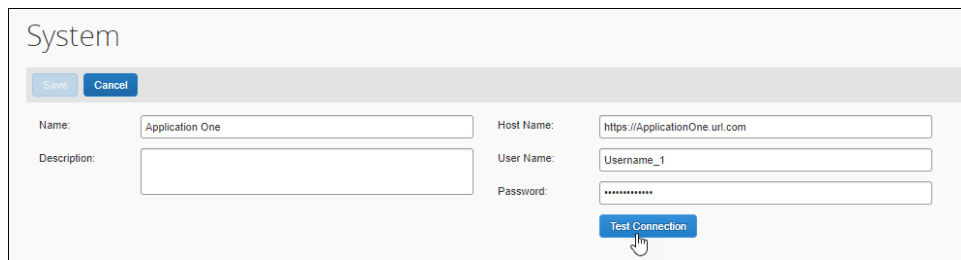 System
Save Cancel
Name: Application One Host Name: https://ApplicationOne.url.com
Description: User Name: Username_1
Password: •••••••••••••
Test Connection